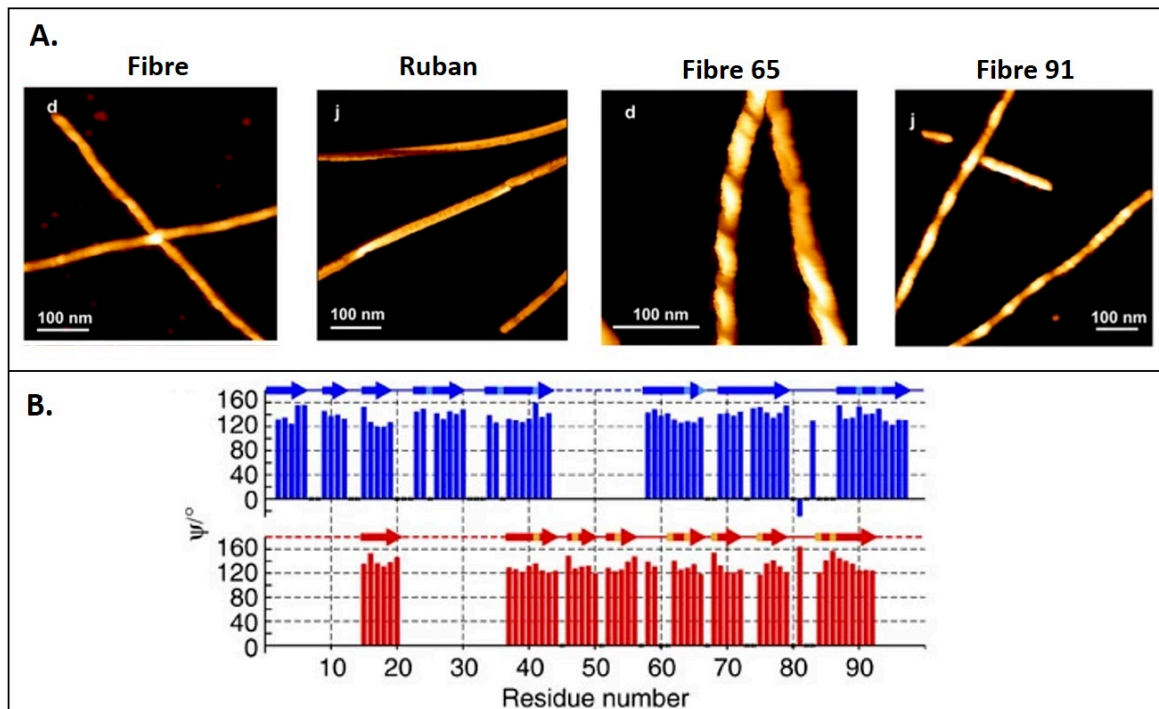 A.
Fibre Ruban Fibre 65 Fibre 91
d j d j
100 nm 100 nm 100 nm 100 nm
B.
160
120
80
40
0
ψ/°
160
120
80
40
0
10 20 30 40 50 60 70 80 90
Residue number